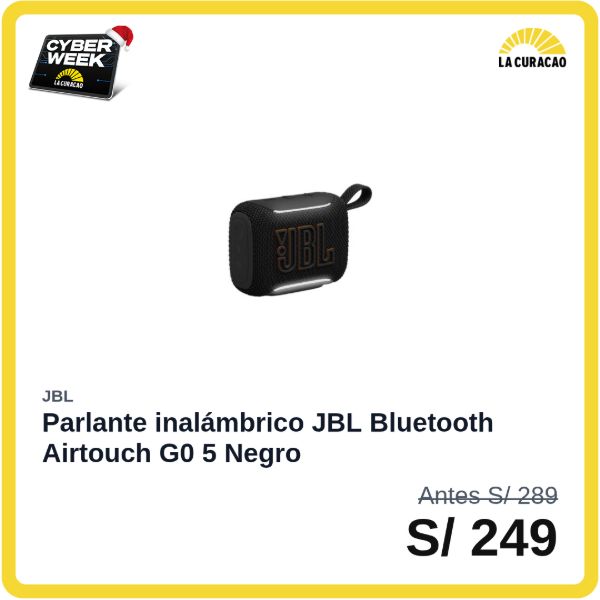 CYBER
WEEK
LA CURACAO
LA CURACAO
JBL
JBL
Parlante inalámbrico JBL Bluetooth
Airtouch G0 5 Negro
Antes S/ 289
S/ 249